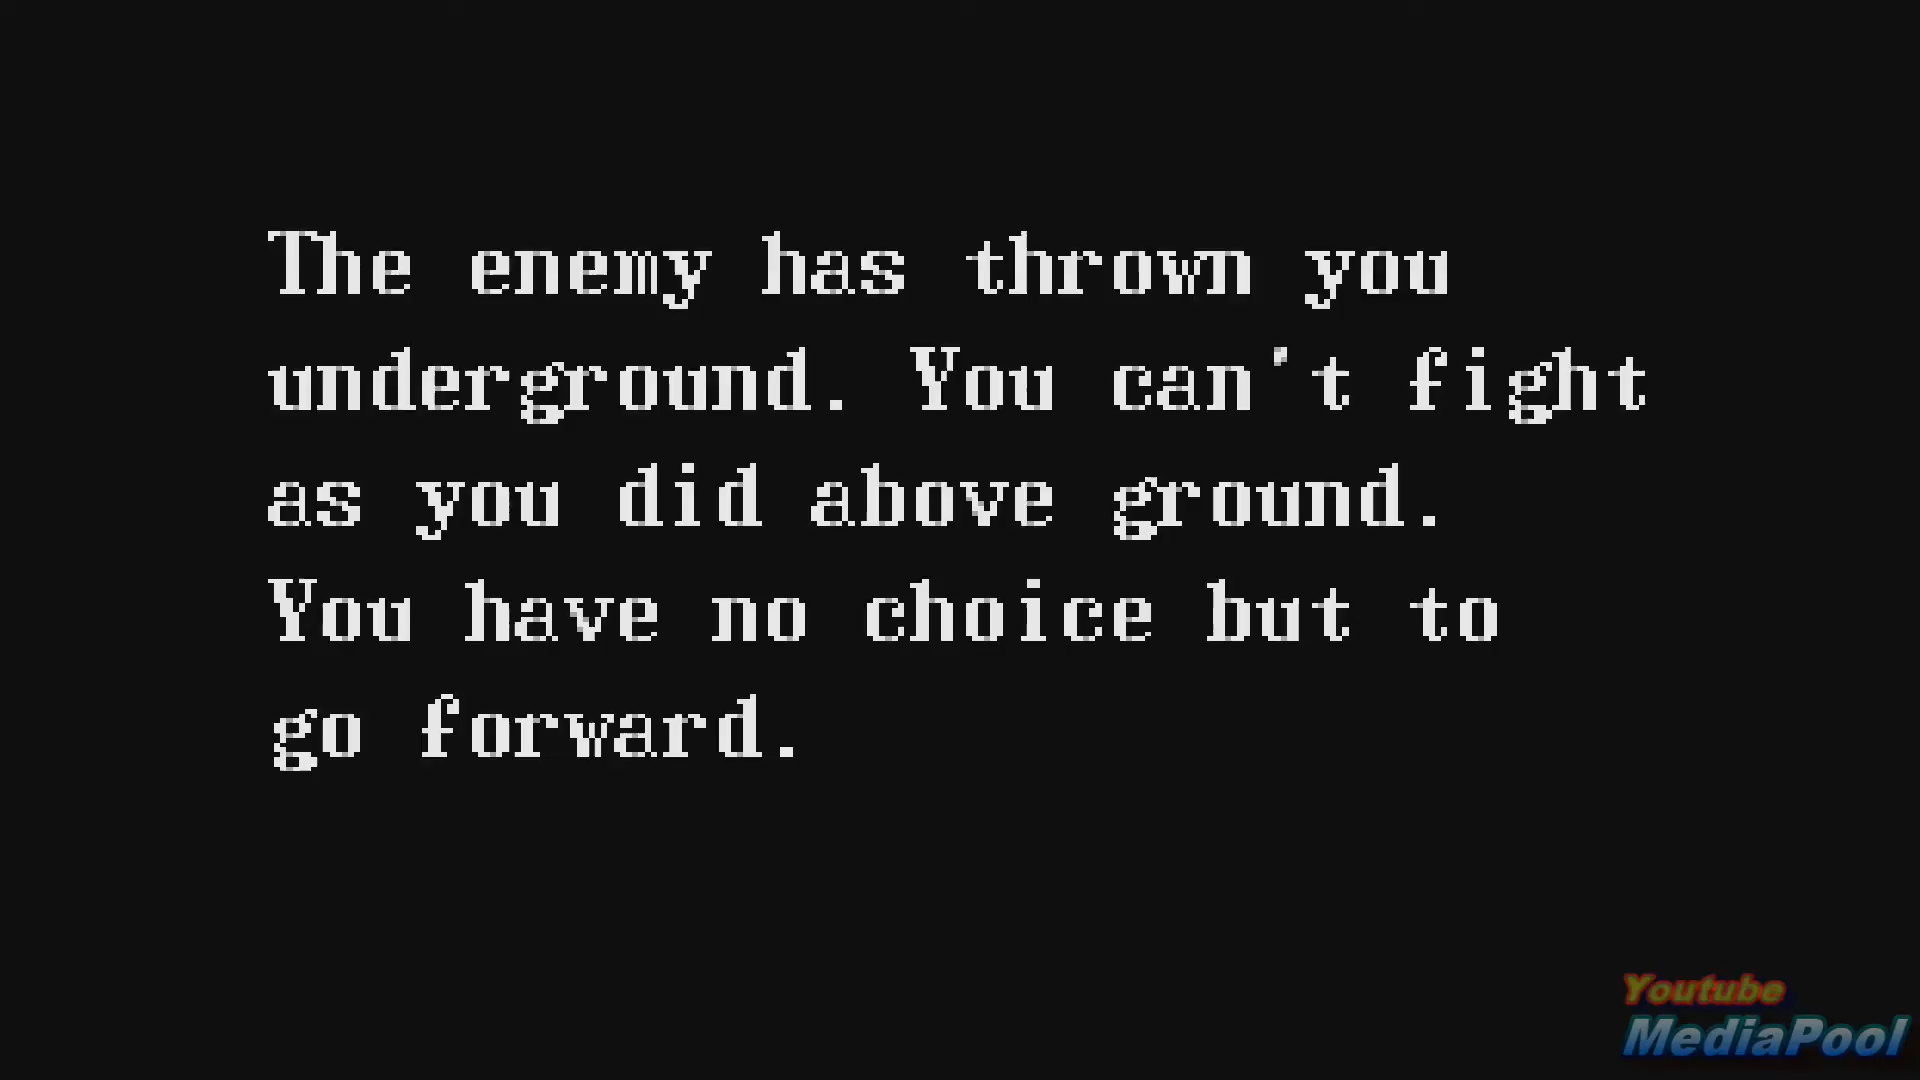 The enemy has thrown you
underground. You can't fight
as you did above ground.
You have no choice but to
go forward.
Youtube
MediaPool